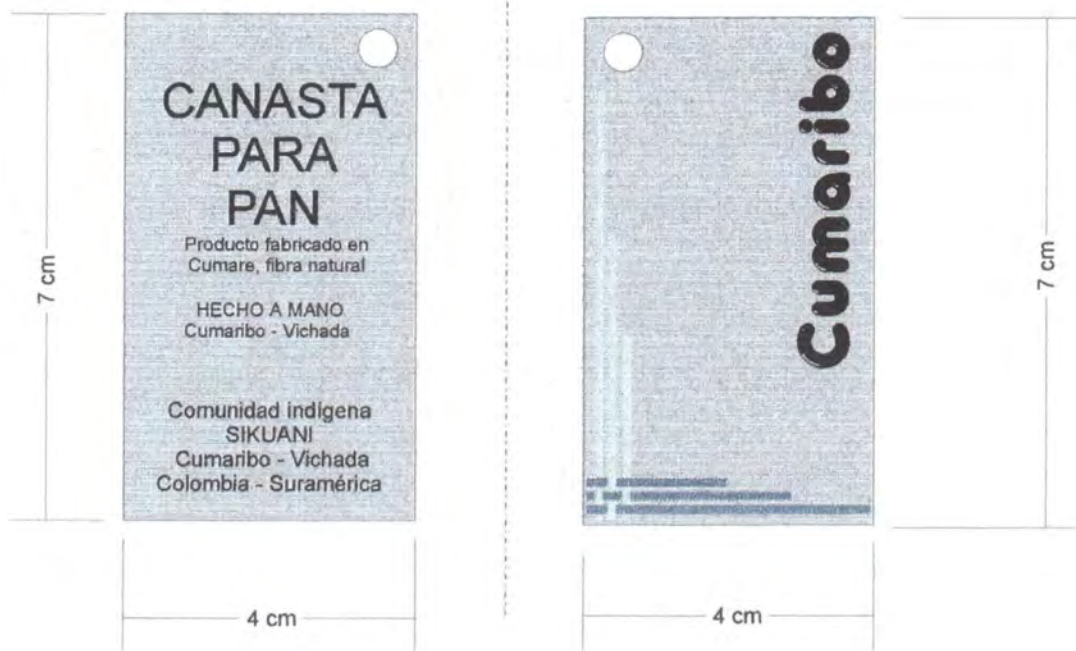 CANASTA
PARA
PAN
Producto fabricado en
Cumare, fibra natural
HECHO A MANO
Cumaribo - Vichada
Comunidad indígena
SIKUANI
Cumaribo - Vichada
Colombia - Suramérica
7 cm
4 cm
Cumaribo
7 cm
4 cm